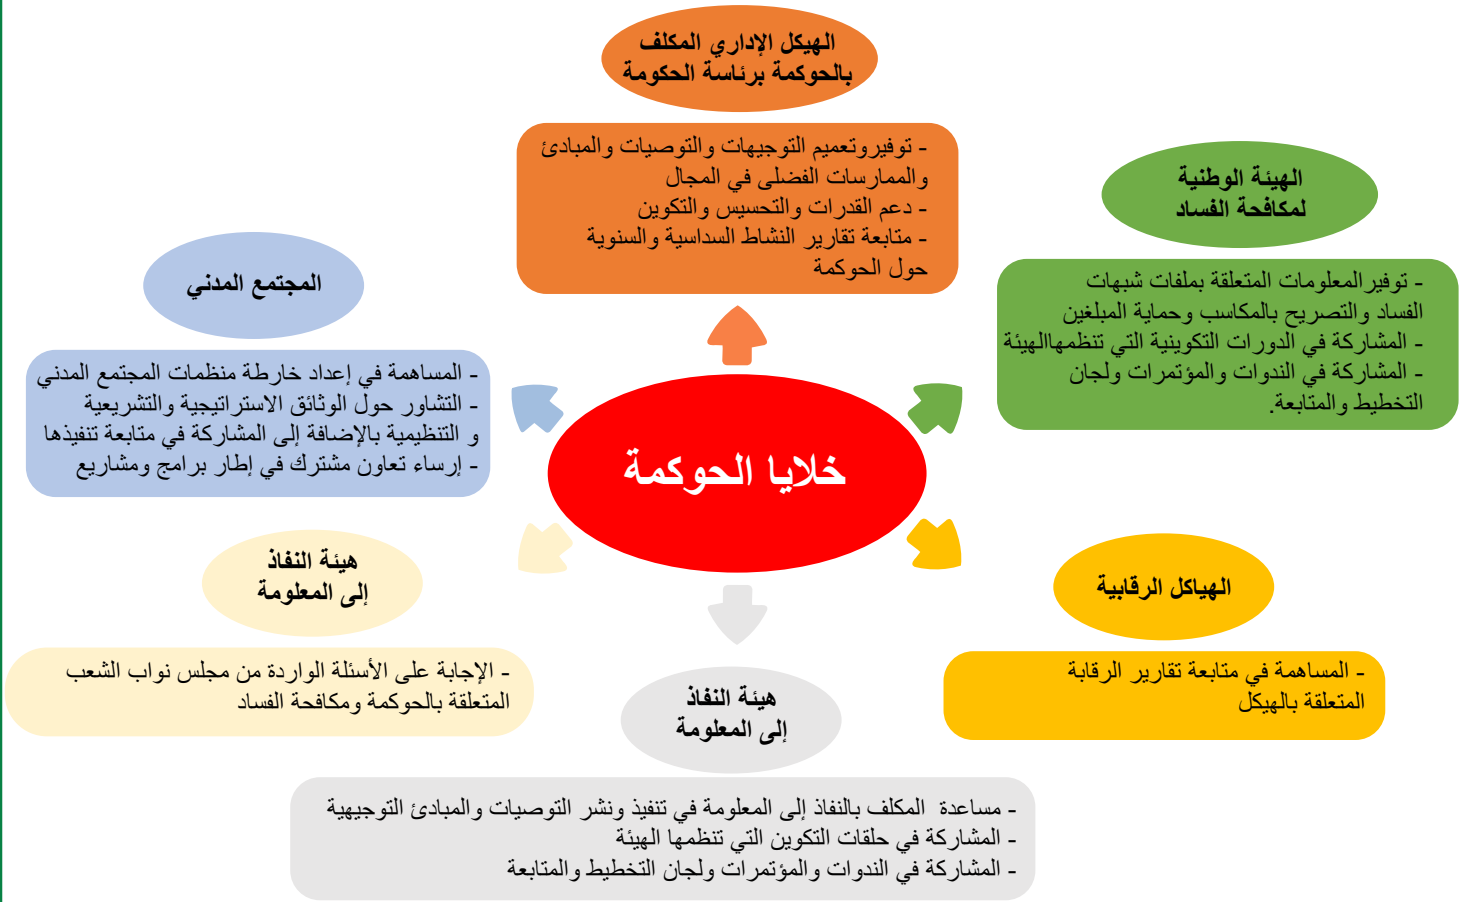 الهيكل الإداري المكلف
بالحوكمة برئاسة الحكومة
- توفيروتعميم التوجيهات والتوصيات والمبادئ
والممارسات الفضلى في المجال
- دعم القدرات والتحسيس والتكوين
- متابعة تقارير النشاط السداسية والسنوية
حول الحوكمة
الهيئة الوطنية
لمكافحة الفساد
- توفيرالمعلومات المتعلقة بملفات شبهات
الفساد والتصريح بالمكاسب وحماية المبلغين
- المشاركة في الدورات التكوينية التي تنظمهاالهيئة
- المشاركة في الندوات والمؤتمرات ولجان
التخطيط والمتابعة.
المجتمع المدني
- المساهمة في إعداد خارطة منظمات المجتمع المدني
- التشاور حول الوثائق الاستراتيجية والتشريعية
و التنظيمية بالإضافة إلى المشاركة في متابعة تنفيذها
- إرساء تعاون مشترك في إطار برامج ومشاريع
خلايا الحوكمة
الهياكل الرقابية
- المساهمة في متابعة تقارير الرقابة
المتعلقة بالهيكل
هيئة النفاذ
إلى المعلومة
- الإجابة على الأسئلة الواردة من مجلس نواب الشعب
المتعلقة بالحوكمة ومكافحة الفساد
هيئة النفاذ
إلى المعلومة
- مساعدة المكلف بالنفاذ إلى المعلومة في تنفيذ ونشر التوصيات والمبادئ التوجيهية
- المشاركة في حلقات التكوين التي تنظمها الهيئة
- المشاركة في الندوات والمؤتمرات ولجان التخطيط والمتابعة